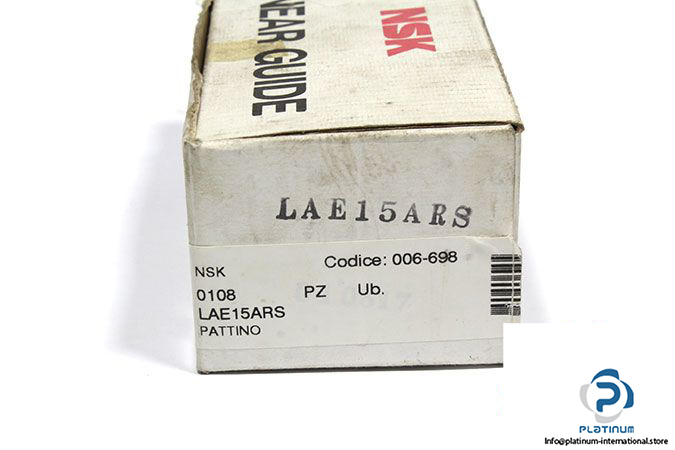 NSK
NEAR GUIDE
LAE15ARS
Codice: 006-698
NSK
0108 PZ Ub.
LAE15ARS
PATTINO
PLATINUM
Info@platinum-international.store